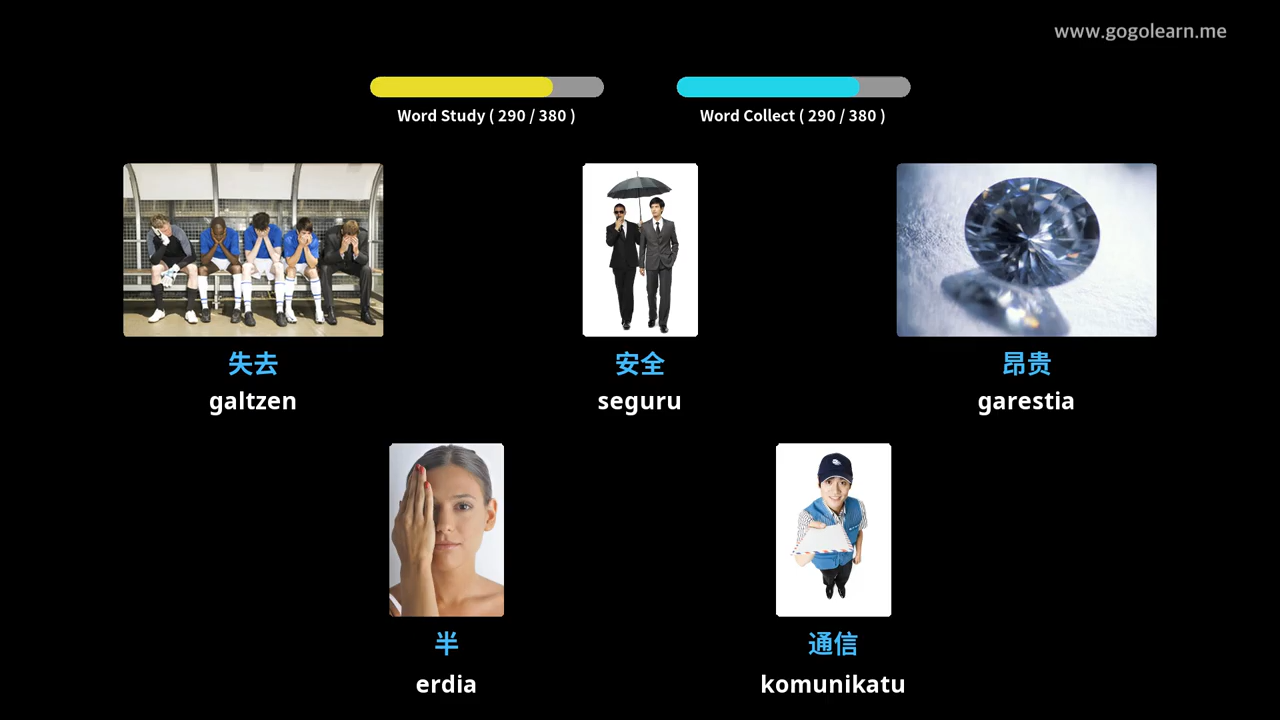 www.gogolearn.me
Word Study ( 290 / 380 )
Word Collect ( 290 / 380 )
失去
安全
昂贵
galtzen
seguru
garestia
半
通信
erdia
komunikatu